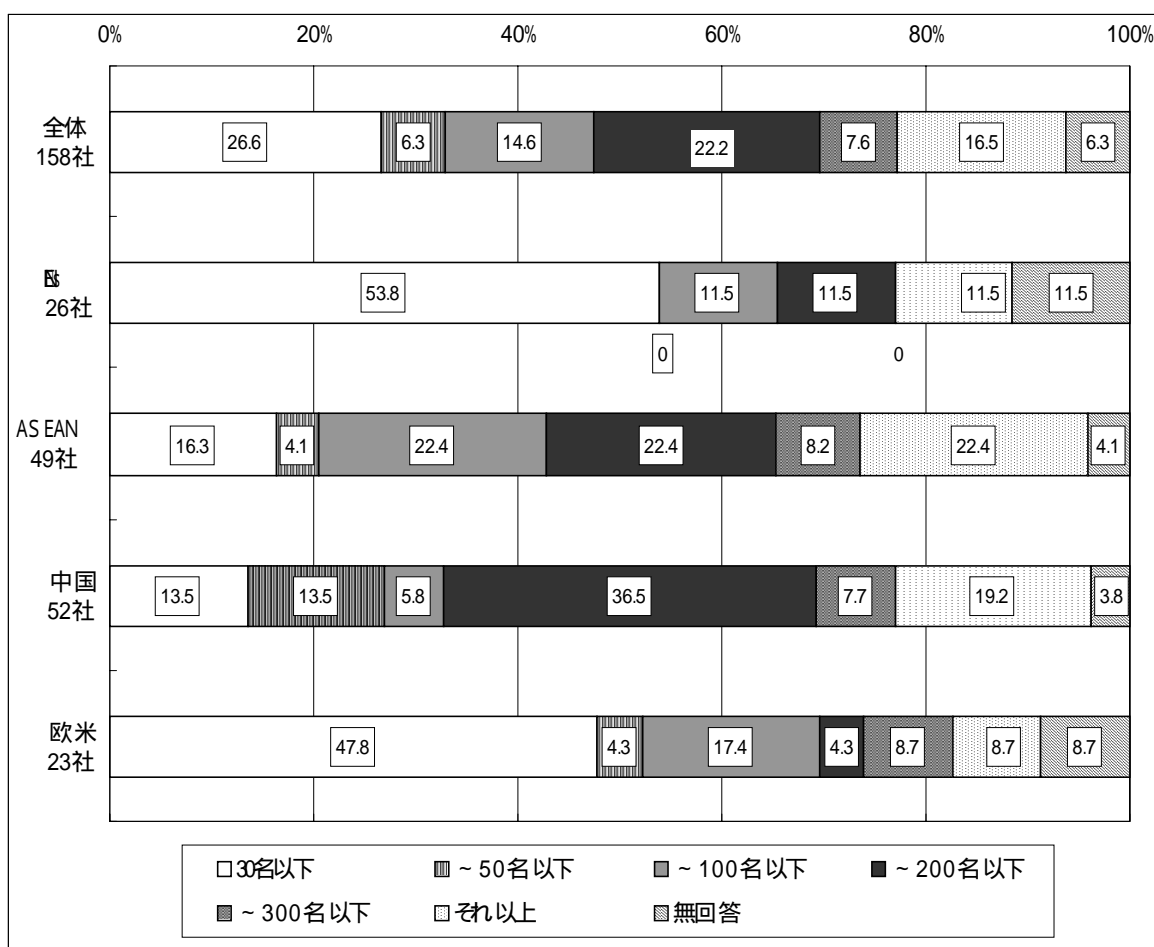 0% 20% 40% 60% 80% 100%
全体
158社
26.6 6.3 14.6 22.2 7.6 16.5 6.3
NIEs
26社
53.8 11.5 11.5 11.5 11.5
0 0
ASEAN
49社
16.3 4.1 22.4 22.4 8.2 22.4 4.1
中国
52社
13.5 13.5 5.8 36.5 7.7 19.2 3.8
欧米
23社
47.8 4.3 17.4 4.3 8.7 8.7 8.7
30名以下 ~50名以下 ~100名以下 ~200名以下
~300名以下 それ以上 無回答